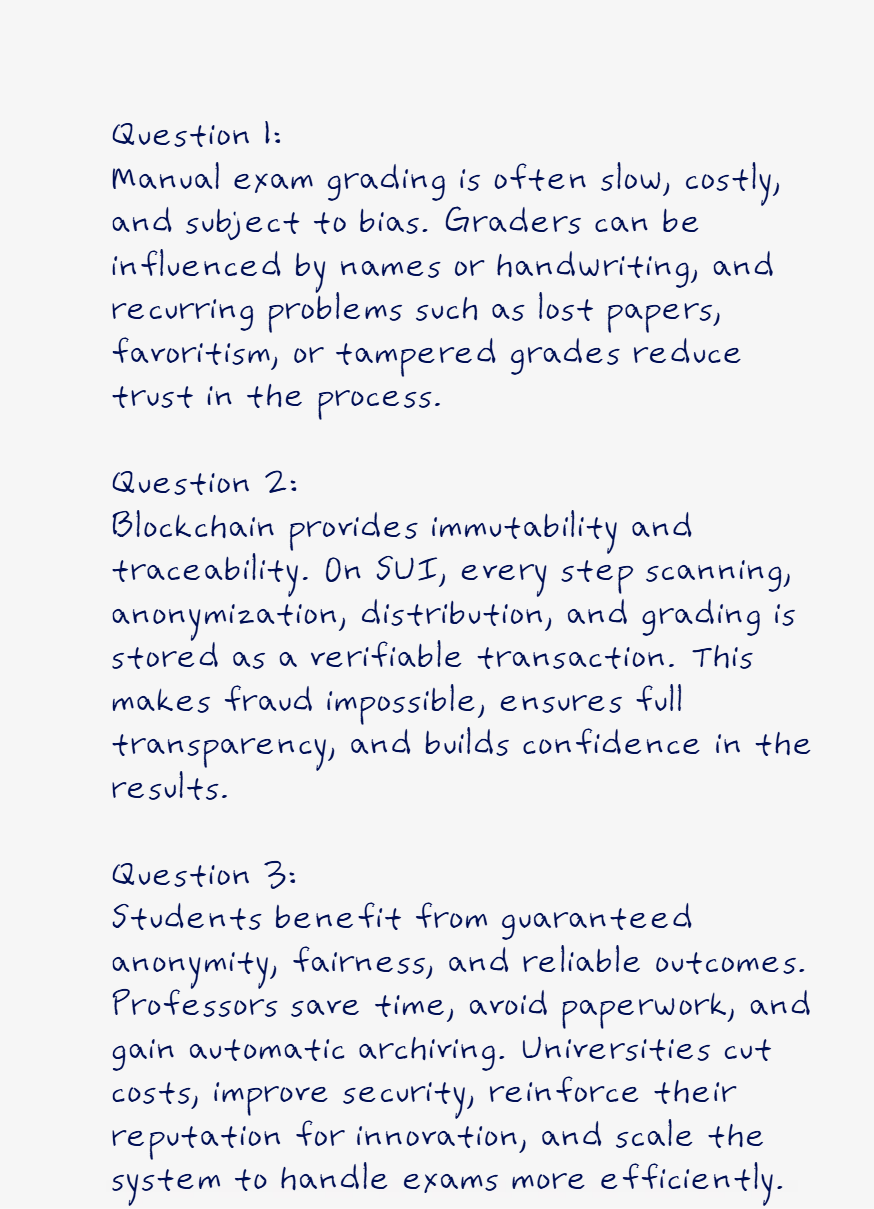 Question 1:
Manual exam grading is often slow, costly,
and subject to bias. Graders can be
influenced by names or handwriting, and
recurring problems such as lost papers,
favoritism, or tampered grades reduce
trust in the process.
Question 2:
Blockchain provides immutability and
traceability. On SUI, every step scanning,
anonymization, distribution, and grading is
stored as a verifiable transaction. This
makes fraud impossible, ensures full
transparency, and builds confidence in the
results.
Question 3:
Students benefit from guaranteed
anonymity, fairness, and reliable outcomes.
Professors save time, avoid paperwork, and
gain automatic archiving. Universities cut
costs, improve security, reinforce their
reputation for innovation, and scale the
system to handle exams more efficiently.